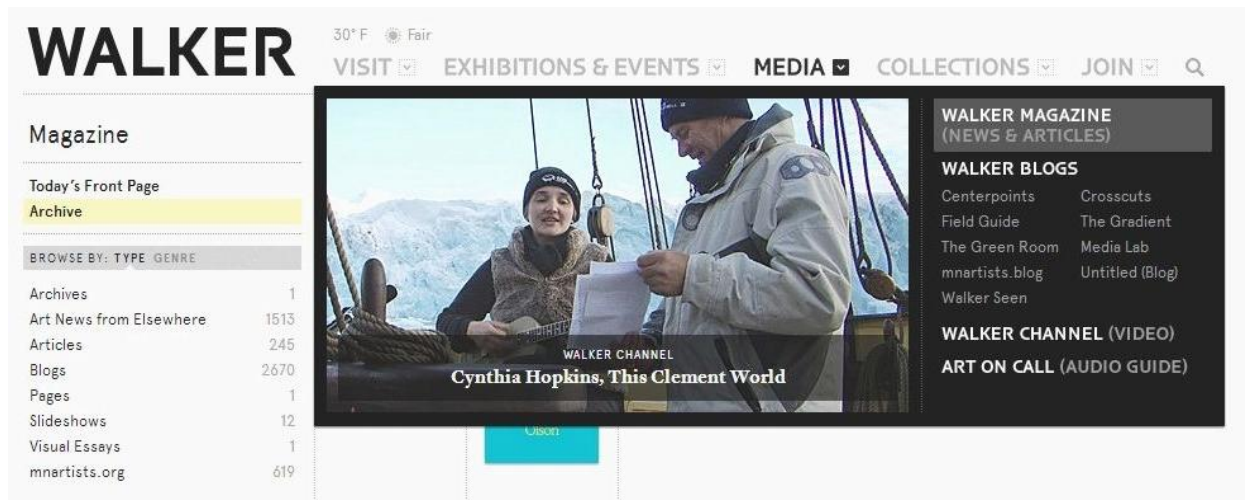 WALKER
30° F Fair
VISIT EXHIBITIONS & EVENTS MEDIA COLLECTIONS JOIN
Magazine
Today's Front Page
Archive
BROWSE BY: TYPE GENRE
Archives 1
Art News from Elsewhere 1513
Articles 245
Blogs 2670
Pages 1
Slideshows 12
Visual Essays 1
mnartists.org 619
WALKER CHANNEL
Cynthia Hopkins, This Clement World
WALKER MAGAZINE
(NEWS & ARTICLES)
WALKER BLOGS
Centerpoints Crosscuts
Field Guide The Gradient
The Green Room Media Lab
mnartists.blog Untitled (Blog)
Walker Seen
WALKER CHANNEL (VIDEO)
ART ON CALL (AUDIO GUIDE)
Olson